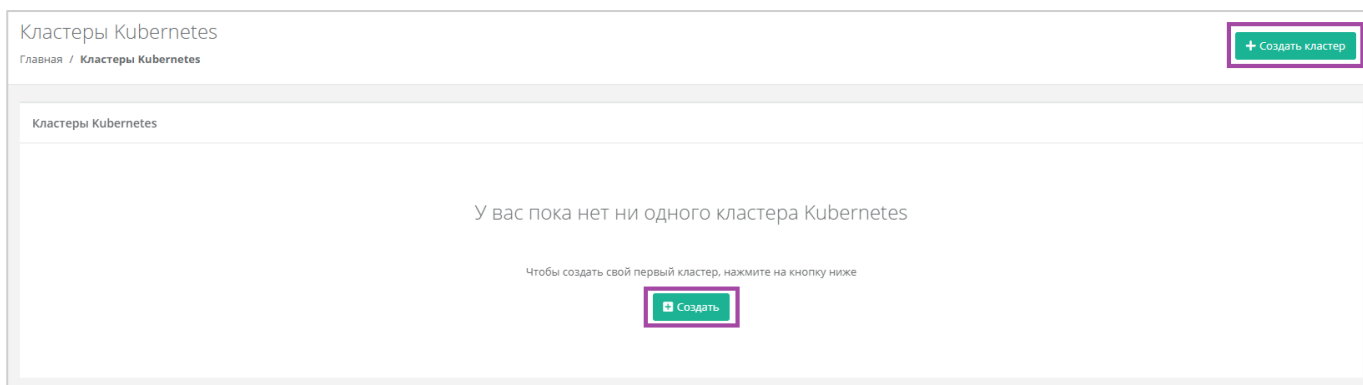 Кластеры Kubernetes
Главная / Кластеры Kubernetes
+ Создать кластер
Кластеры Kubernetes
У вас пока нет ни одного кластера Kubernetes
Чтобы создать свой первый кластер, нажмите на кнопку ниже
Создать